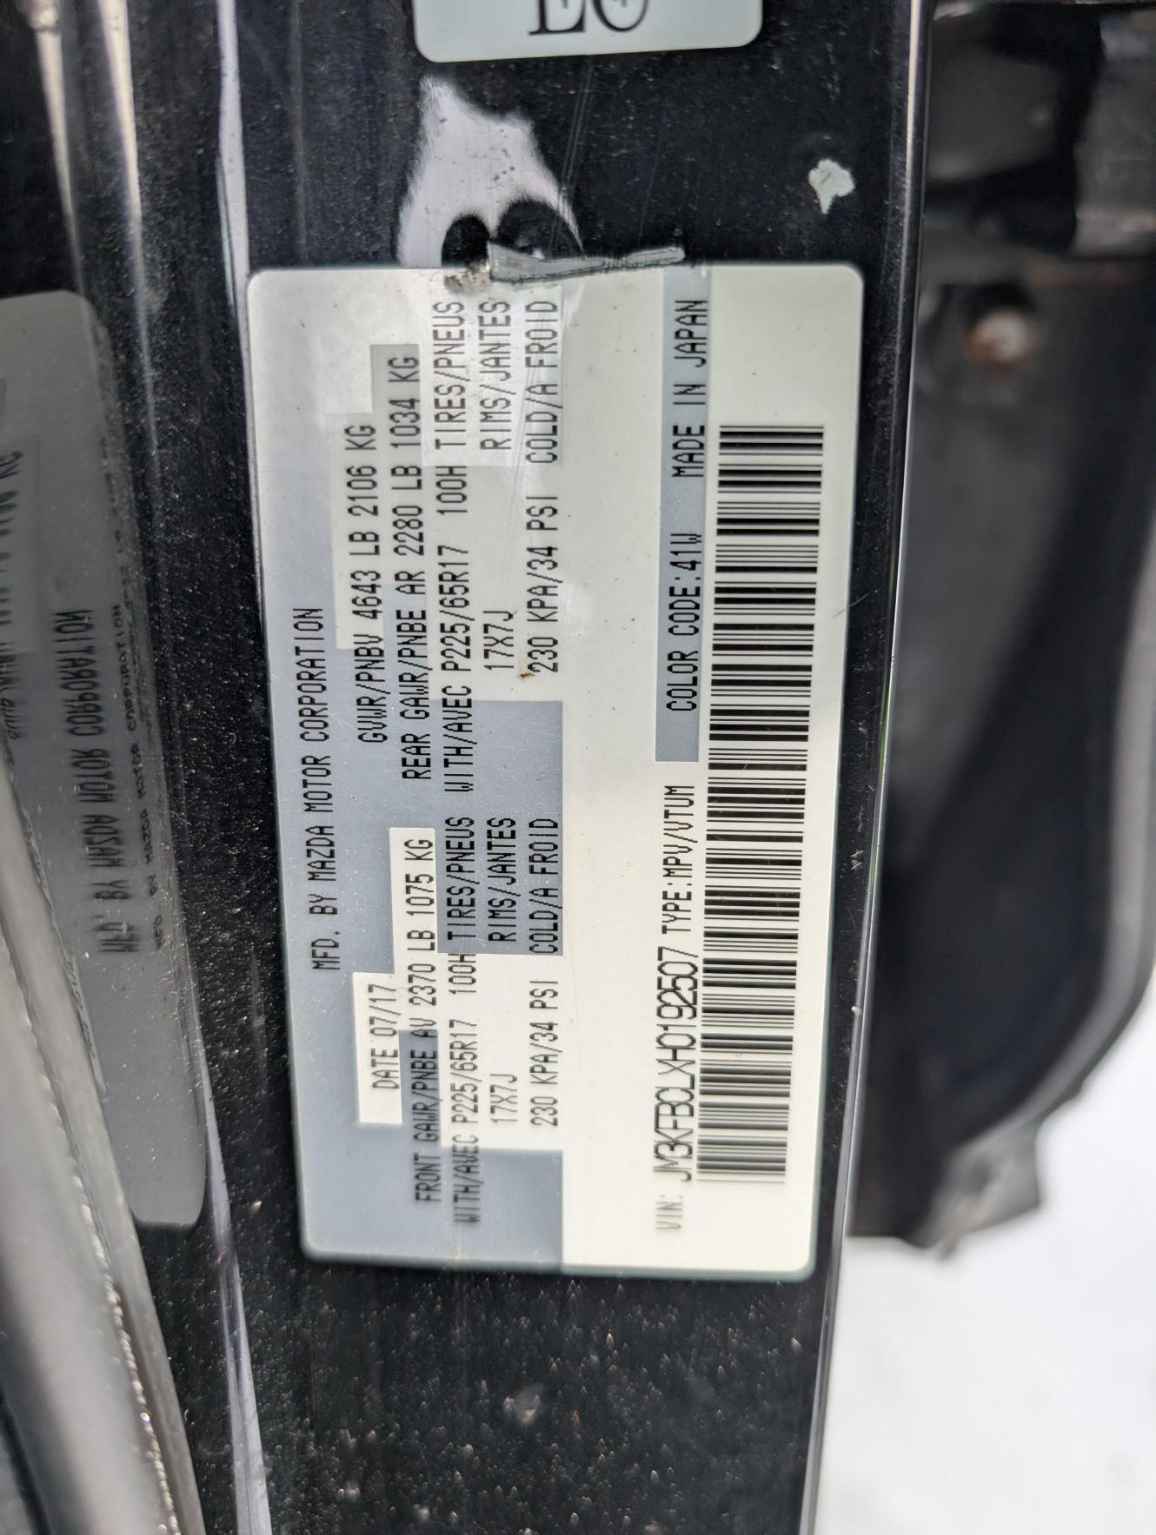 MFD. BY MAZDA MOTOR CORPORATION
DATE 07/17 GVWR/PNBV 4643 LB 2106 KG
FRONT GAWR/PNBE AV 2370 LB 1075 KG REAR GAWR/PNBE AR 2280 LB 1034 KG
WITH/AVEC P225/65R17 100H TIRES/PNEUS WITH/AVEC P225/65R17 100H TIRES/PNEUS
17X7J RIMS/JANTES 17X7J RIMS/JANTES
230 KPA/34 PSI COLD/A FROID 230 KPA/34 PSI COLD/A FROID
VIN: JM3KFBCLXH0192507 TYPE:MPV/VTUM COLOR CODE:41W MADE IN JAPAN